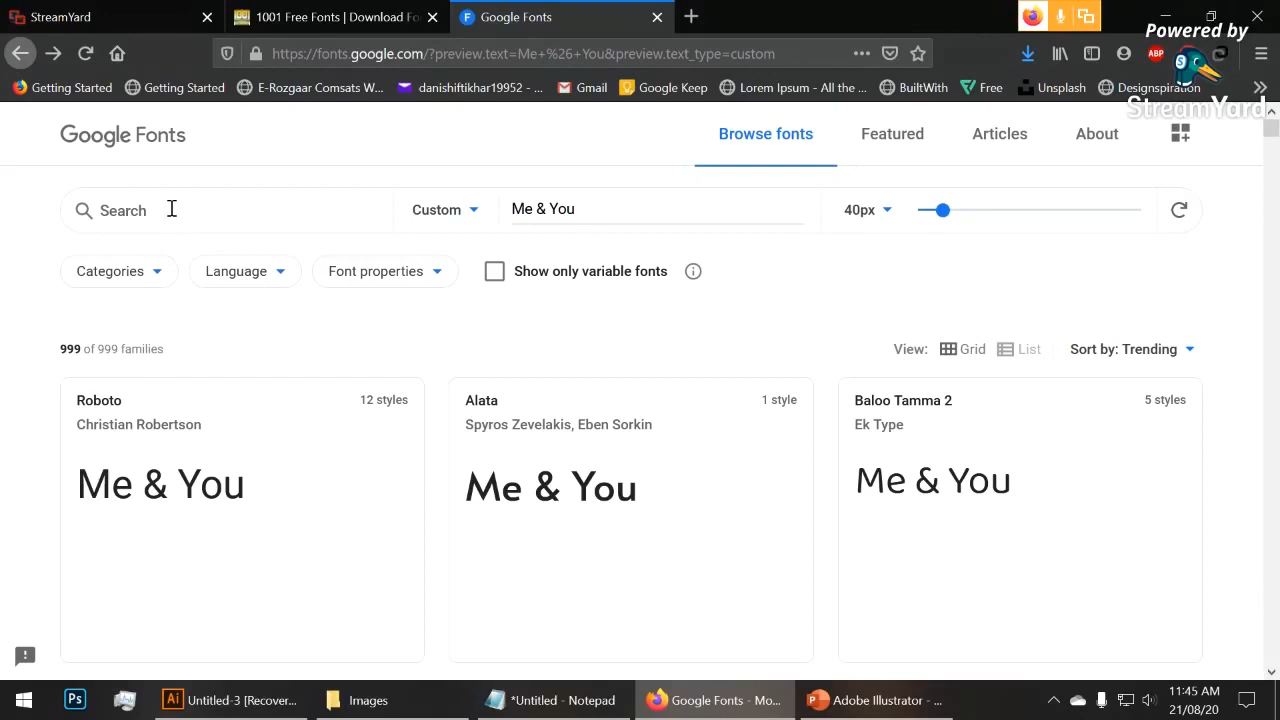 StreamYard
1001 Free Fonts | Download Fo
Google Fonts
Powered by
https://fonts.google.com/?preview.text=Me+%26+You&preview.text_type=custom
ABP
Getting Started
Getting Started
E-Rozgaar Comsats W...
danishiftikhar19952 - ...
Gmail
Google Keep
Lorem Ipsum - All the ...
BuiltWith
Free
Unsplash
Designspiration
StreamYard
Google Fonts
Browse fonts
Featured
Articles
About
Search
Custom
Me & You
40px
Categories
Language
Font properties
Show only variable fonts
999 of 999 families
View:
Grid
List
Sort by: Trending
Roboto
12 styles
Christian Robertson
Me & You
Alata
1 style
Spyros Zevelakis, Eben Sorkin
Me & You
Baloo Tamma 2
5 styles
Ek Type
Me & You
Ps
Ai
Untitled-3 [Recover...
Images
*Untitled - Notepad
Google Fonts - Mo...
Adobe Illustrator - ...
11:45 AM
21/08/20